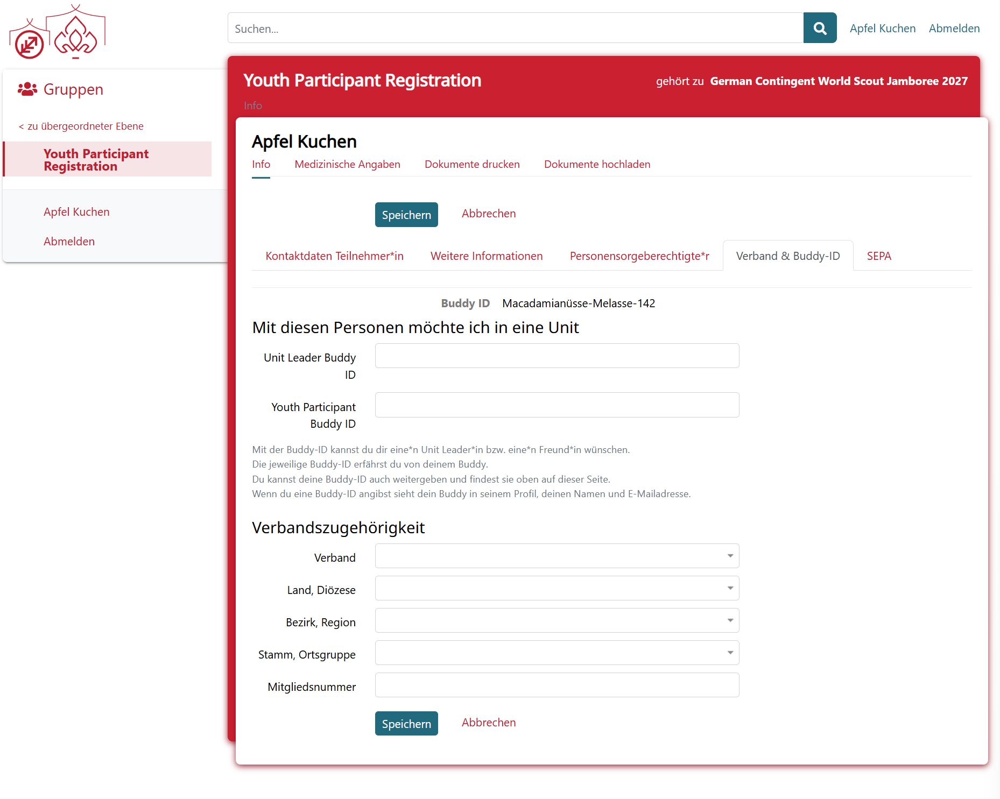 Suchen...
Apfel Kuchen
Abmelden
Gruppen
< zu übergeordneter Ebene
Youth Participant
Registration
Apfel Kuchen
Abmelden
Youth Participant Registration
gehört zu German Contingent World Scout Jamboree 2027
Info
Apfel Kuchen
Info
Medizinische Angaben
Dokumente drucken
Dokumente hochladen
Speichern
Abbrechen
Kontaktdaten Teilnehmer*in
Weitere Informationen
Personensorgeberechtigte*r
Verband & Buddy-ID
SEPA
Buddy ID Macadamianüsse-Melasse-142
Mit diesen Personen möchte ich in eine Unit
Unit Leader Buddy
ID
Youth Participant
Buddy ID
Mit der Buddy-ID kannst du dir eine*n Unit Leader*in bzw. eine*n Freund*in wünschen.
Die jeweilige Buddy-ID erfährst du von deinem Buddy.
Du kannst deine Buddy-ID auch weitergeben und findest sie oben auf dieser Seite.
Wenn du eine Buddy-ID angibst sieht dein Buddy in seinem Profil, deinen Namen und E-Mailadresse.
Verbandszugehörigkeit
Verband
Land, Diözese
Bezirk, Region
Stamm, Ortsgruppe
Mitgliedsnummer
Speichern
Abbrechen